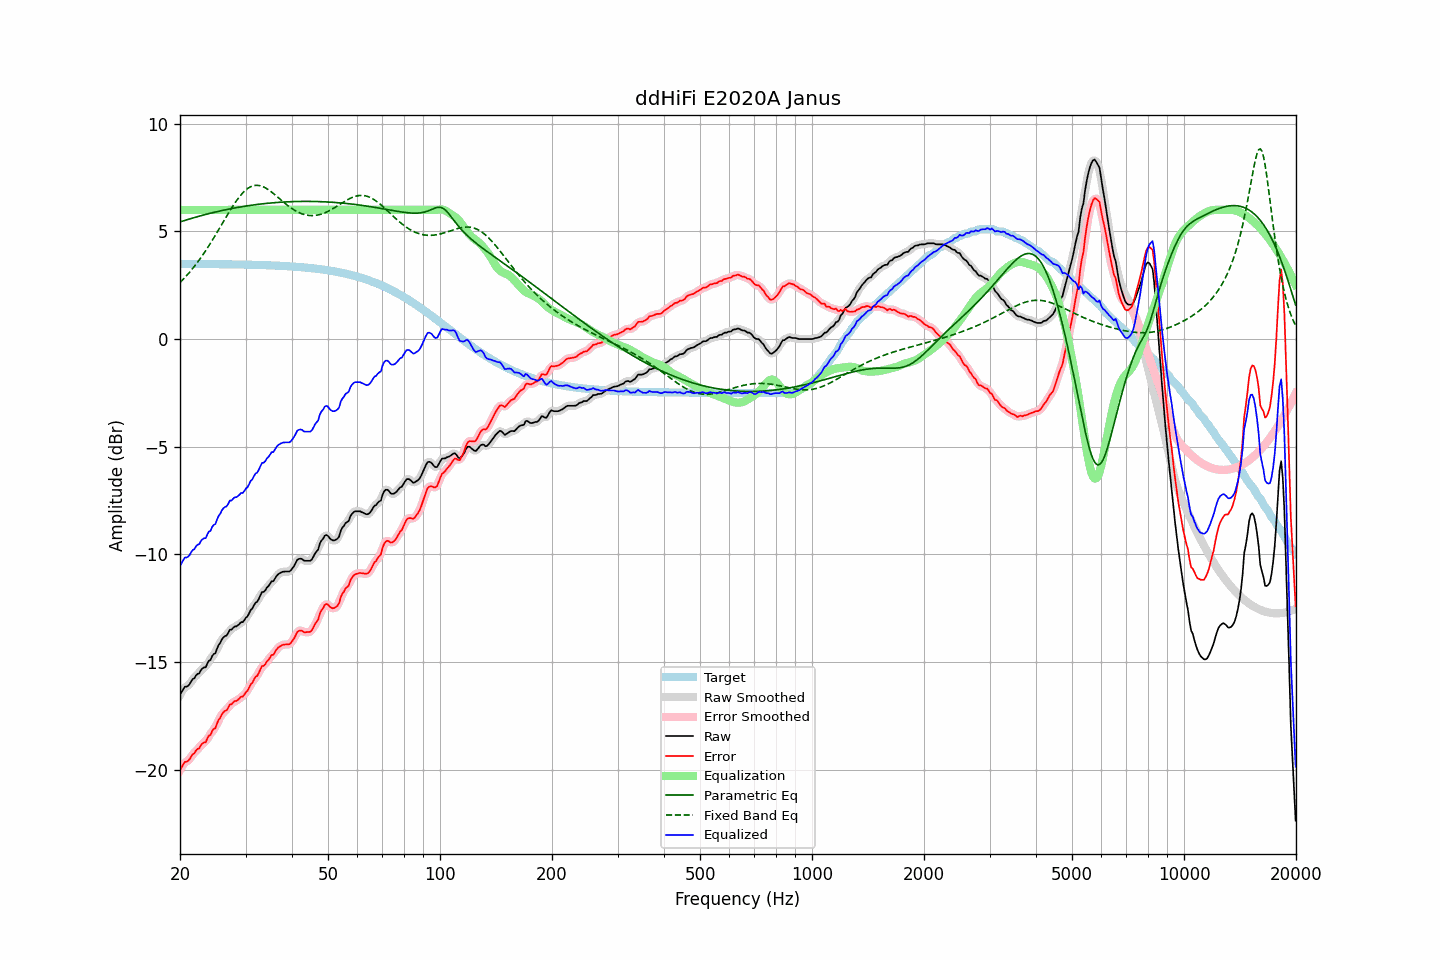 ddHiFi E2020A Janus
10
5
0
−5
−10
−15
−20
Amplitude (dBr)
Target
Raw Smoothed
Error Smoothed
Raw
Error
Equalization
Parametric Eq
Fixed Band Eq
Equalized
20 50 100 200 500 1000 2000 5000 10000 20000
Frequency (Hz)